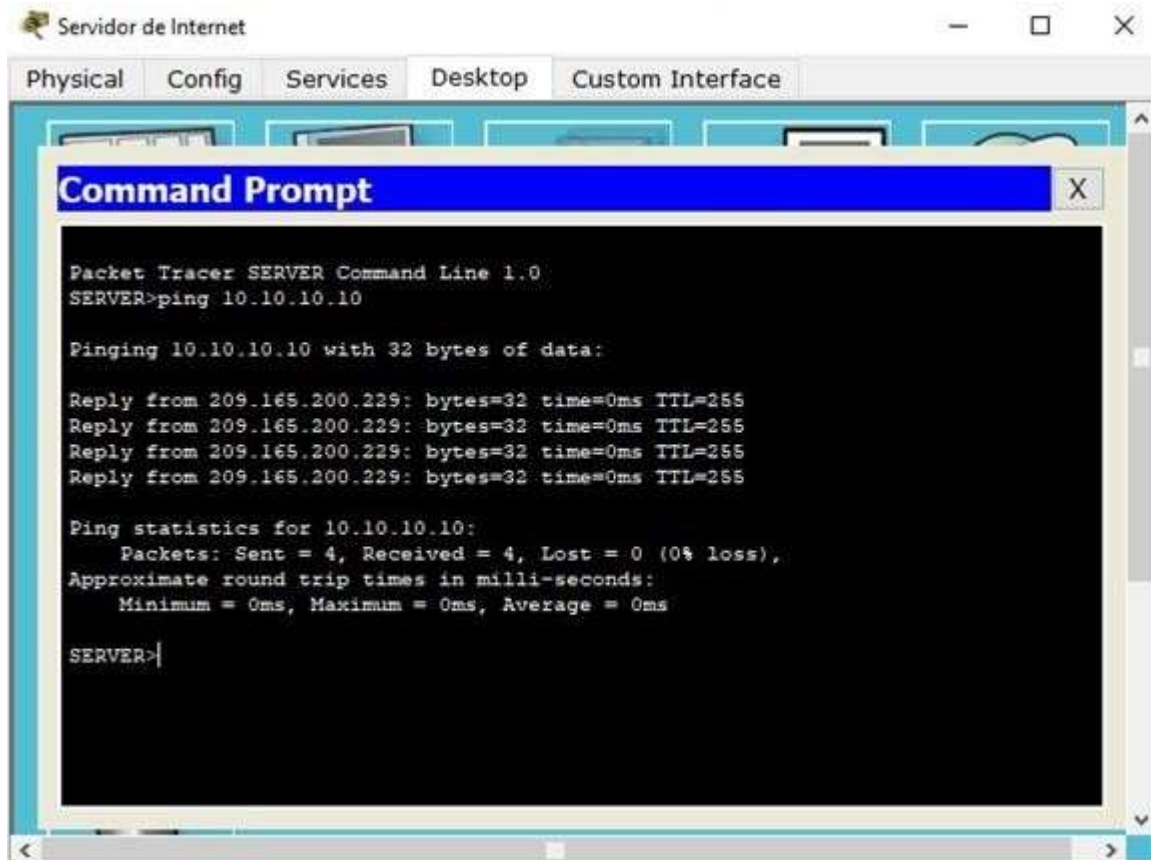 Servidor de Internet
Physical Config Services Desktop Custom Interface
Command Prompt
X
Packet Tracer SERVER Command Line 1.0
SERVER>ping 10.10.10.10
Pinging 10.10.10.10 with 32 bytes of data:
Reply from 209.165.200.229: bytes=32 time=0ms TTL=255
Reply from 209.165.200.229: bytes=32 time=0ms TTL=255
Reply from 209.165.200.229: bytes=32 time=0ms TTL=255
Reply from 209.165.200.229: bytes=32 time=0ms TTL=255
Ping statistics for 10.10.10.10:
Packets: Sent = 4, Received = 4, Lost = 0 (0% loss),
Approximate round trip times in milli-seconds:
Minimum = 0ms, Maximum = 0ms, Average = 0ms
SERVER>